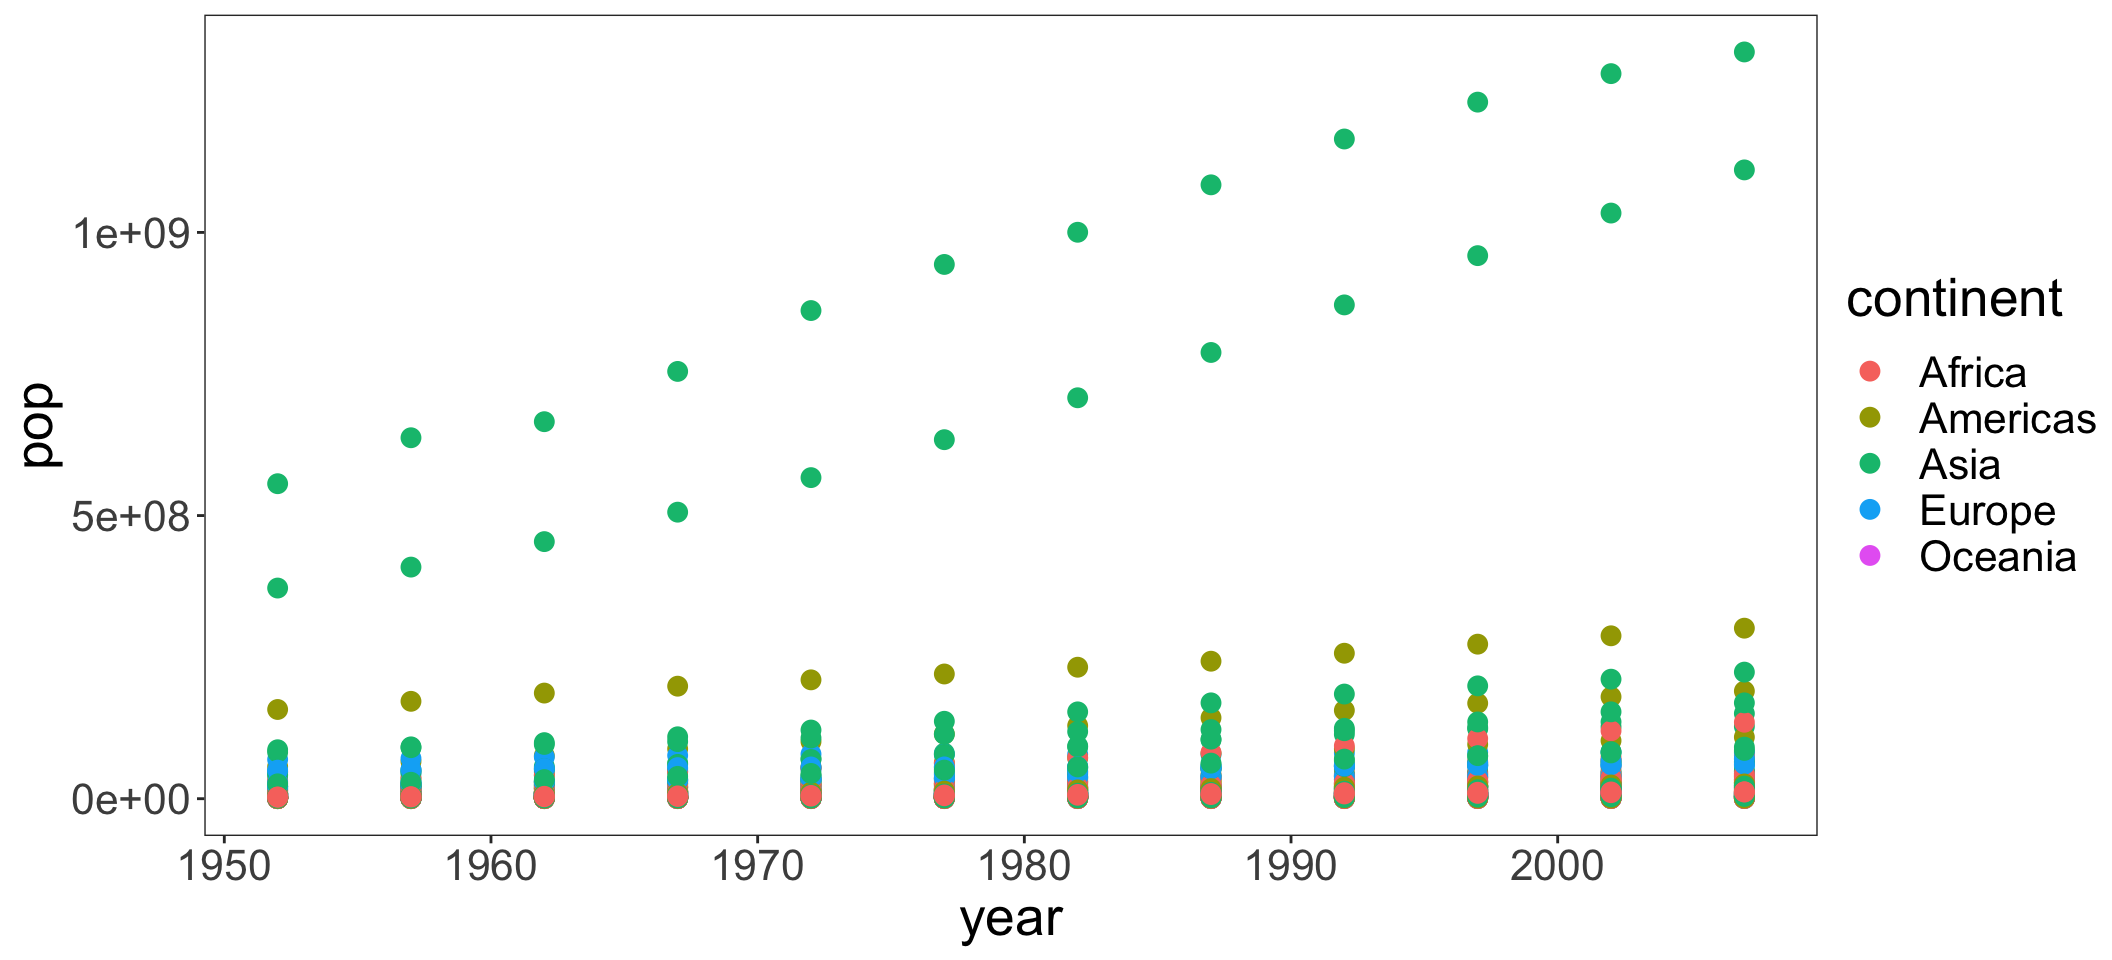 pop
1e+09
5e+08
0e+00
1950 1960 1970 1980 1990 2000
year
continent
Africa
Americas
Asia
Europe
Oceania